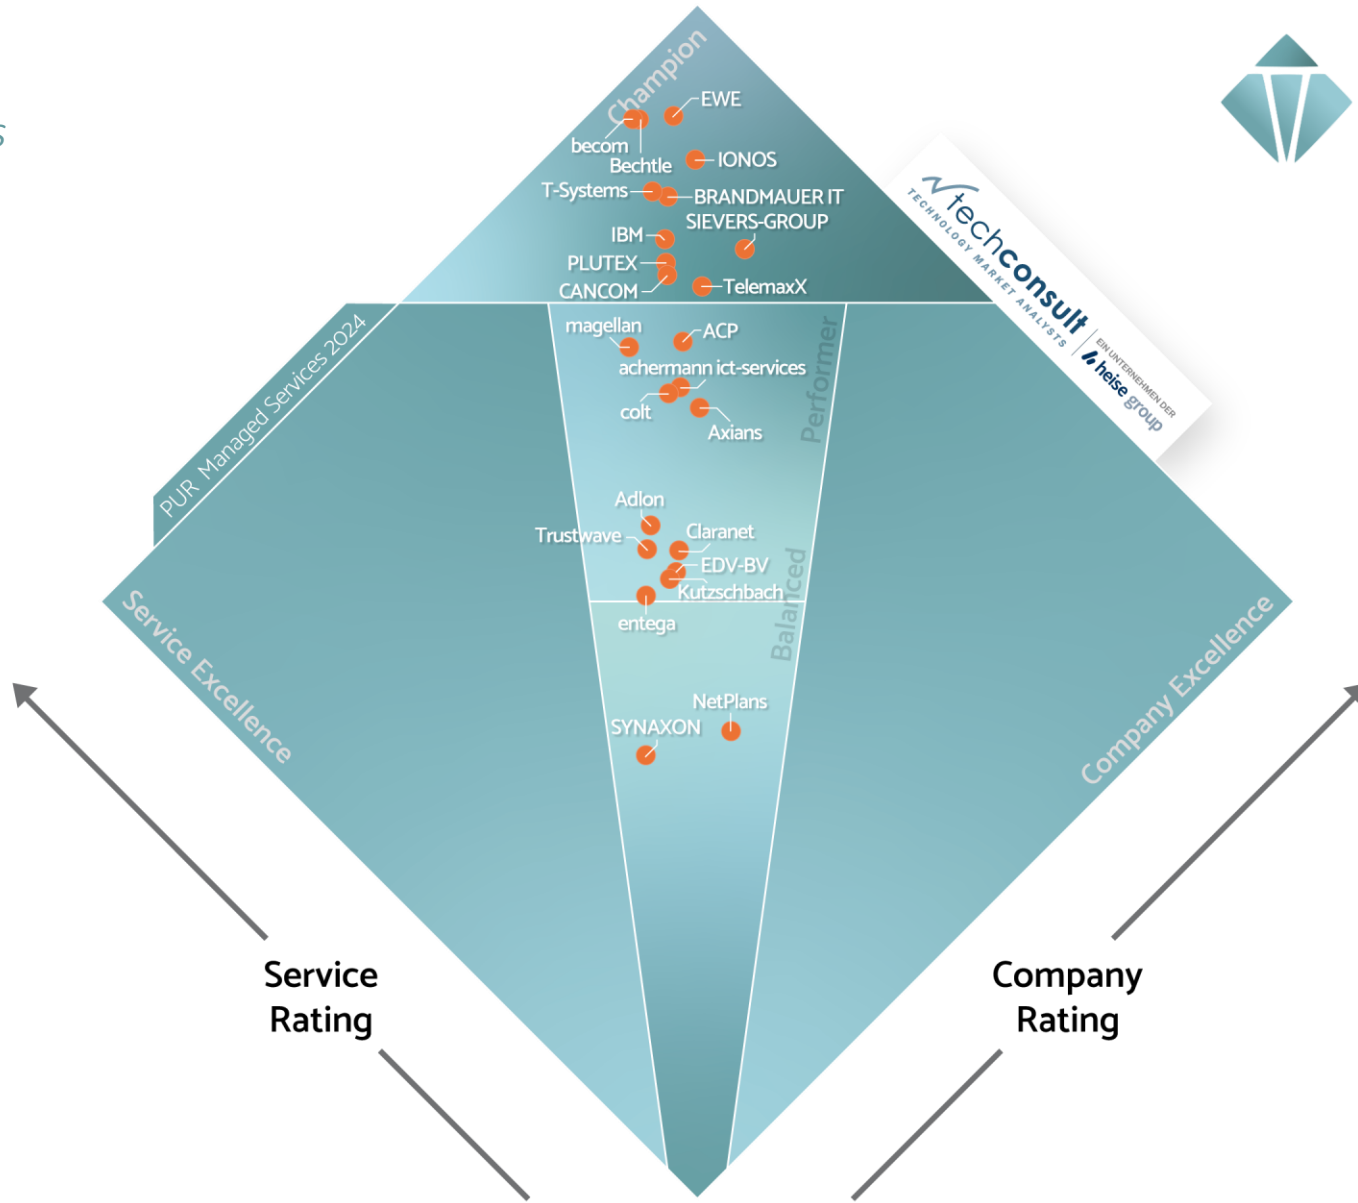 S
Champion
EWE
becom
Bechtle
IONOS
T-Systems
BRANDMAUER IT
SIEVERS-GROUP
IBM
PLUTEX
CANCOM
TelemaxX
techconsult
TECHNOLOGY MARKET ANALYSTS
EIN UNTERNEHMEN DER
heise group
PUR Managed Services 2024
magellan
ACP
achermann ict-services
colt
Axians
Performer
Adlon
Trustwave
Claranet
EDV-BV
Kutzschbach
entega
Balanced
Service Excellence
Company Excellence
NetPlans
SYNAXON
Service
Rating
Company
Rating